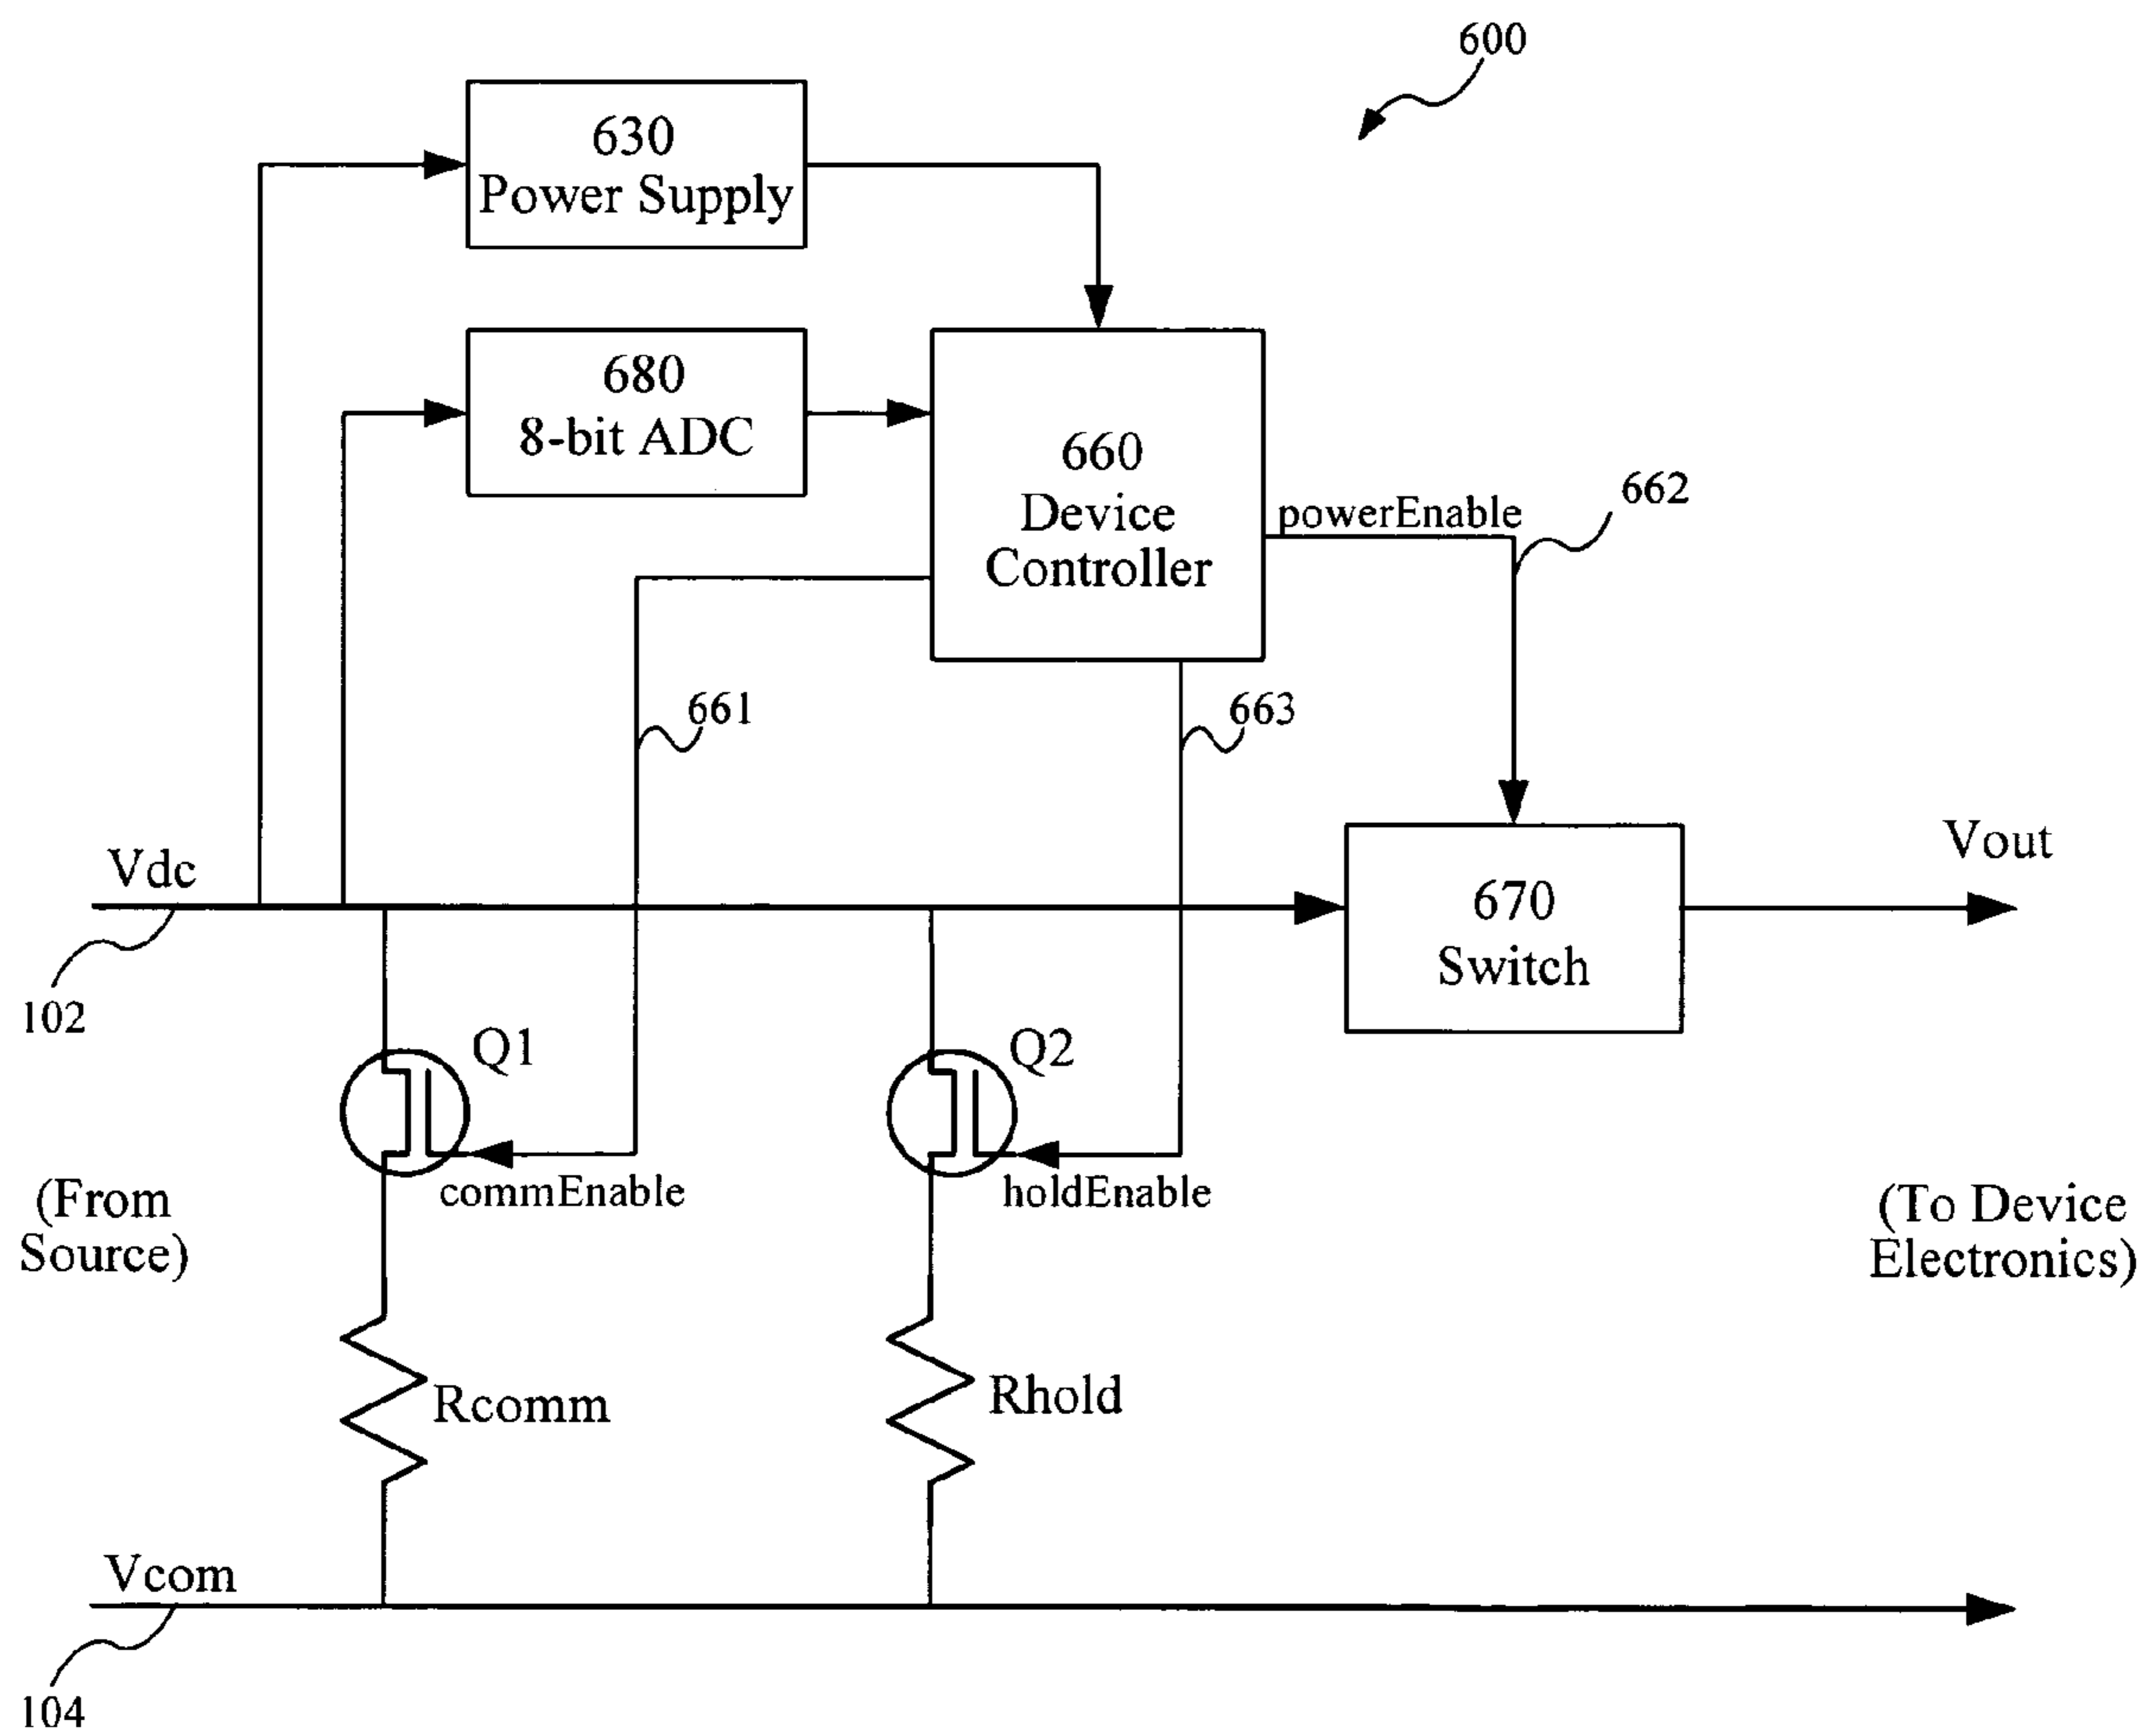 600
630
Power Supply
680
8-bit ADC
660
Device
Controller
powerEnable
662
661
663
Vdc
102
670
Switch
Vout
Q1
commEnable
Q2
holdEnable
(From
Source)
(To Device
Electronics)
Rcomm
Rhold
Vcom
104